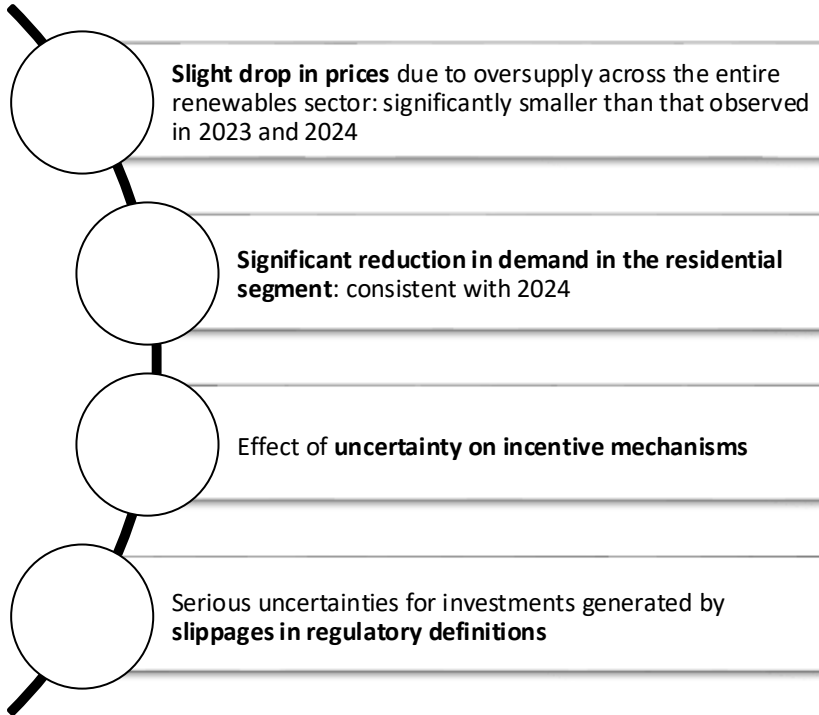 Slight drop in prices due to oversupply across the entire
renewables sector: significantly smaller than that observed
in 2023 and 2024
Significant reduction in demand in the residential
segment: consistent with 2024
Effect of uncertainty on incentive mechanisms
Serious uncertainties for investments generated by
slippages in regulatory definitions